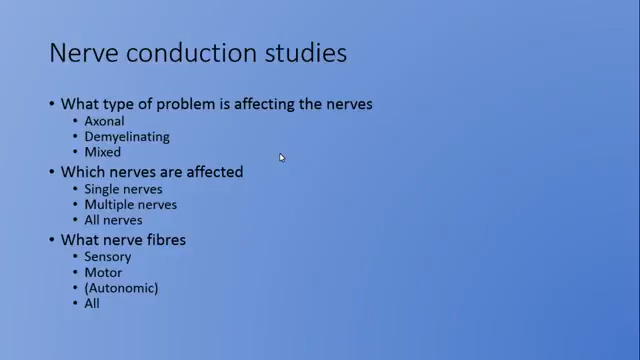 Nerve conduction studies
• What type of problem is affecting the nerves
• Axonal
• Demyelinating
• Mixed
• Which nerves are affected
• Single nerves
• Multiple nerves
• All nerves
• What nerve fibres
• Sensory
• Motor
• (Autonomic)
• All